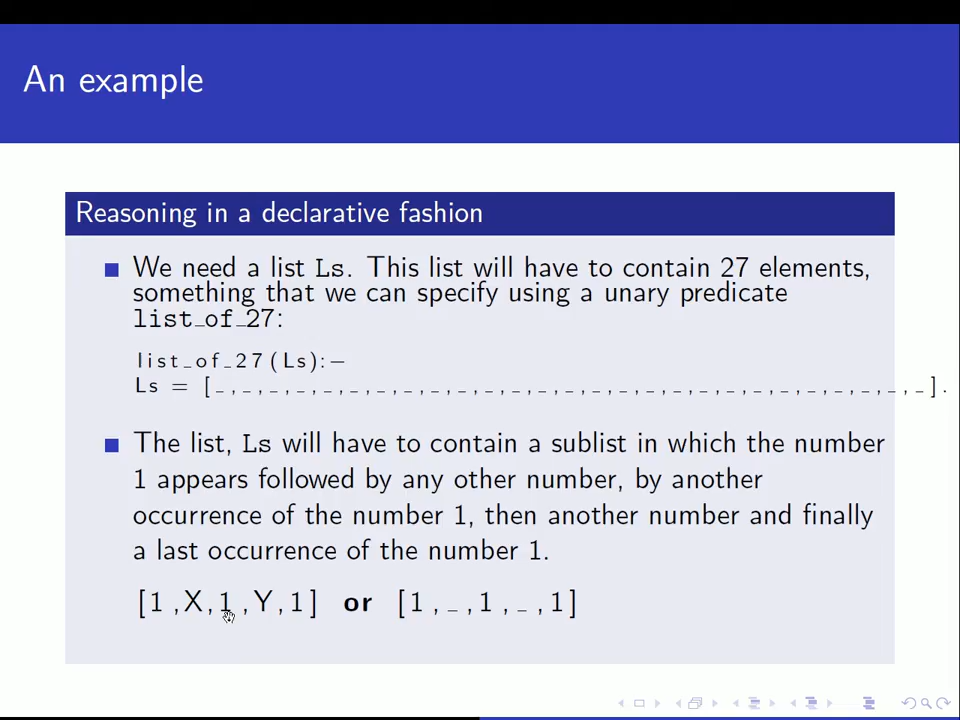 An example
Reasoning in a declarative fashion
We need a list Ls. This list will have to contain 27 elements,
something that we can specify using a unary predicate
list_of_27:
list_of_27(Ls):-
Ls = [_,_,_,_,_,_,_,_,_,_,_,_,_,_,_,_,_,_,_,_,_,_,_,_,_,_,_].
The list, Ls will have to contain a sublist in which the number
1 appears followed by any other number, by another
occurrence of the number 1, then another number and finally
a last occurrence of the number 1.
[1,X,1,Y,1] or [1,_,1,_,1]